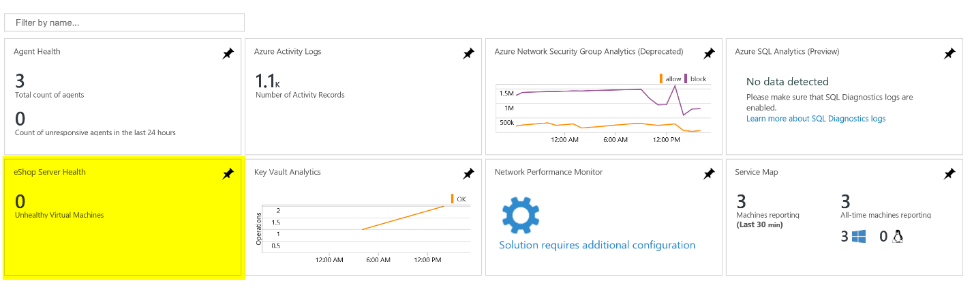 Filter by name...
Agent Health
3
Total count of agents
0
Count of unresponsive agents in the last 24 hours
Azure Activity Logs
1.1K
Number of Activity Records
Azure Network Security Group Analytics (Deprecated)
allow block
1.5M
1M
500k
12:00 AM 6:00 AM 12:00 PM
Azure SQL Analytics (Preview)
No data detected
Please make sure that SQL Diagnostics logs are
enabled.
Learn more about SQL Diagnostics logs
eShop Server Health
0
Unhealthy Virtual Machines
Key Vault Analytics
OK
Operations
2
1.5
1
0.5
12:00 AM 6:00 AM 12:00 PM
Network Performance Monitor
Solution requires additional configuration
Service Map
3
Machines reporting
(Last 30 min)
3
All-time machines reporting
3 0